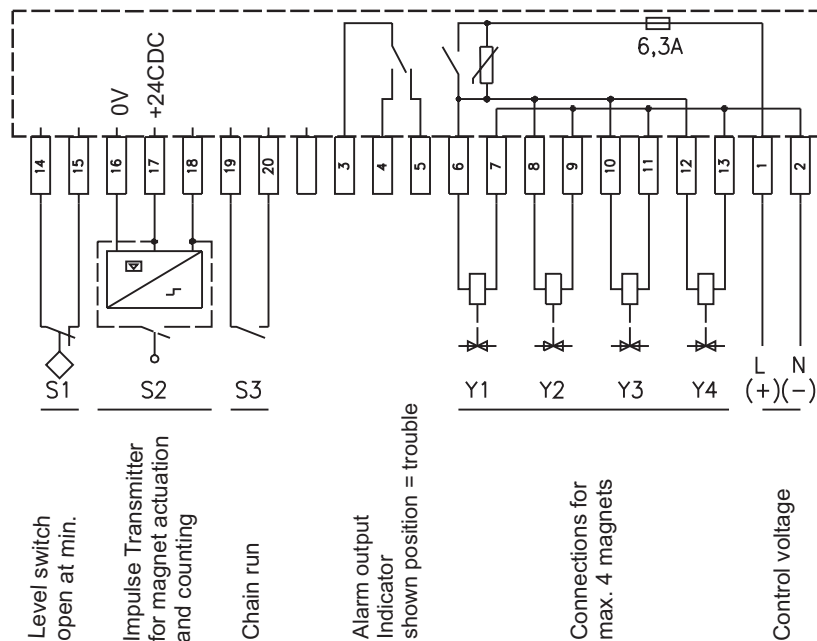 6,3A
0V
+24CDC
14 15 16 17 18 19 20 3 4 5 6 7 8 9 10 11 12 13 1 2
L N
S1 S2 S3 Y1 Y2 Y3 Y4 (+) (−)
Level switch
open at min.
Impulse Transmitter
for magnet actuation
and counting
Chain run
Alarm output
Indicator
shown position = trouble
Connections for
max. 4 magnets
Control voltage